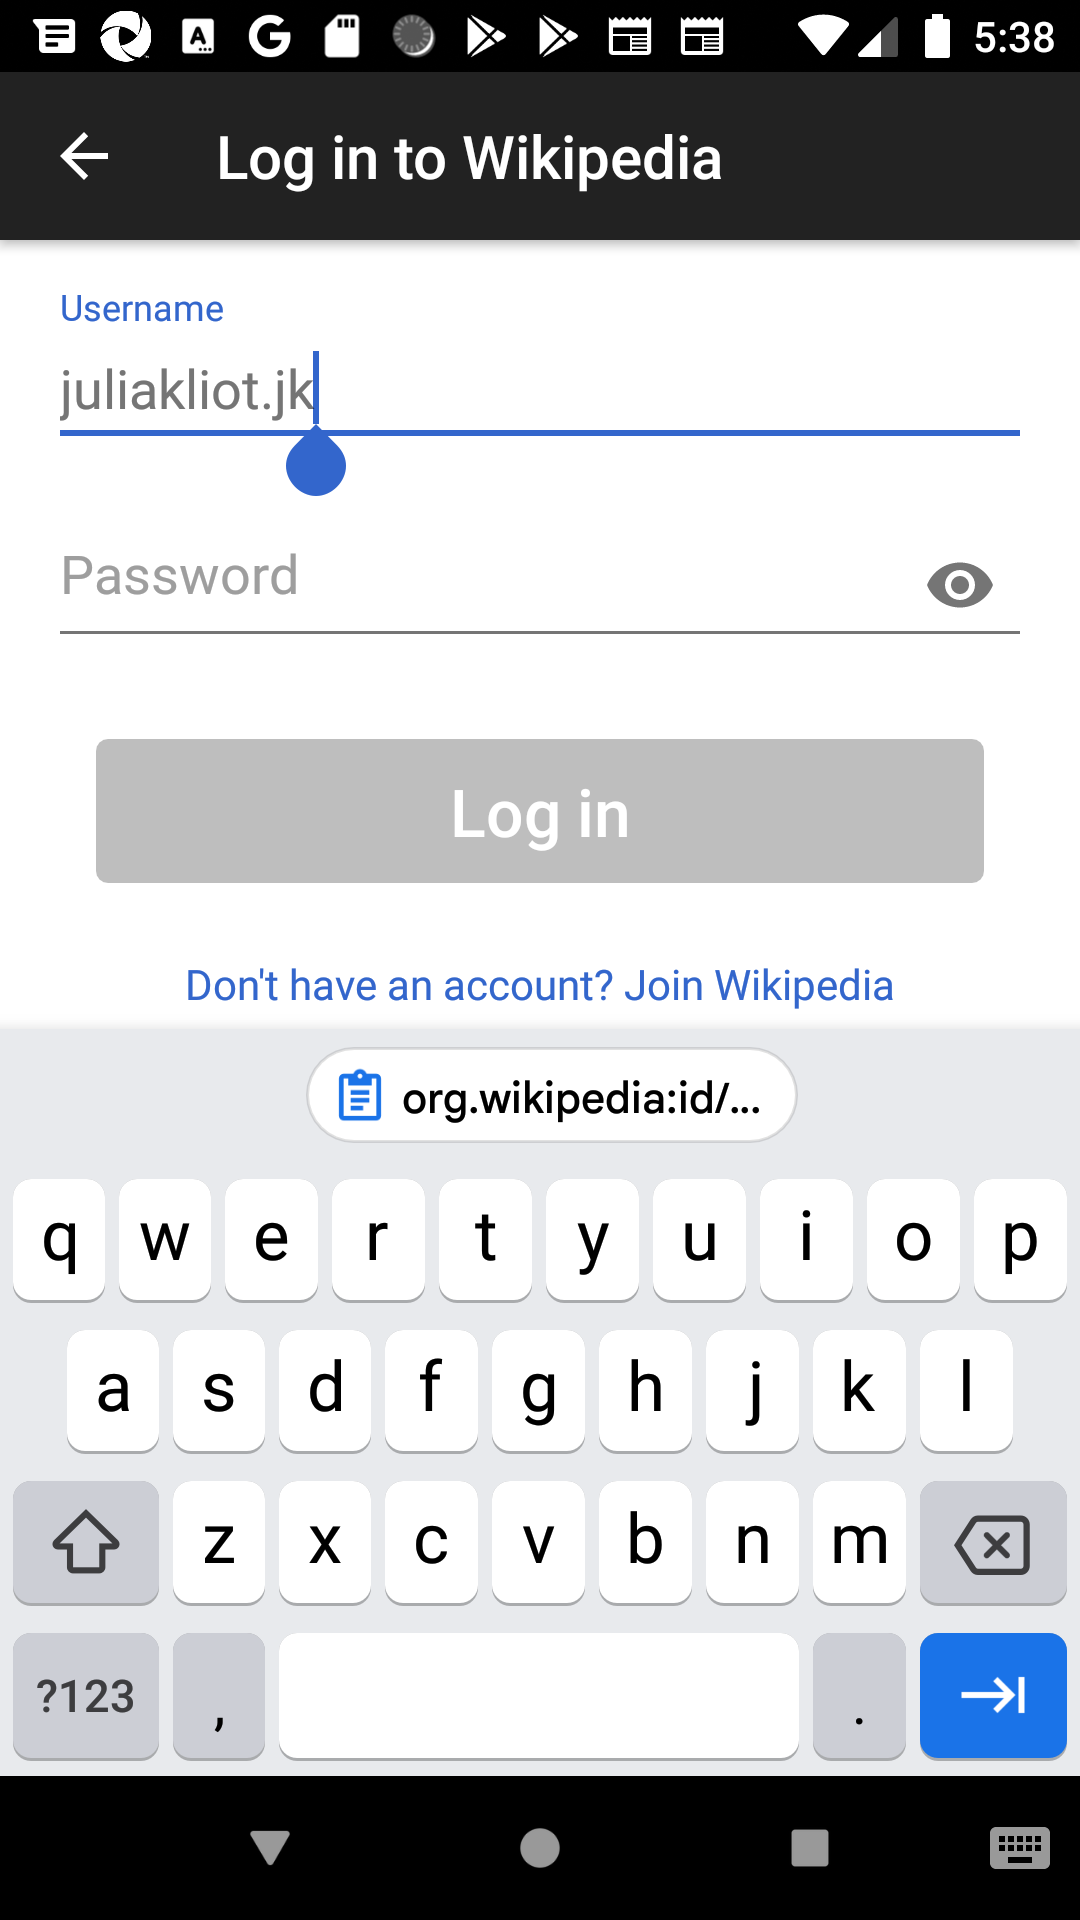 5:38
Log in to Wikipedia
Username
juliakliot.jk
Password
Log in
Don't have an account? Join Wikipedia
org.wikipedia:id/...
q w e r t y u i o p
a s d f g h j k l
z x c v b n m
?123 , .